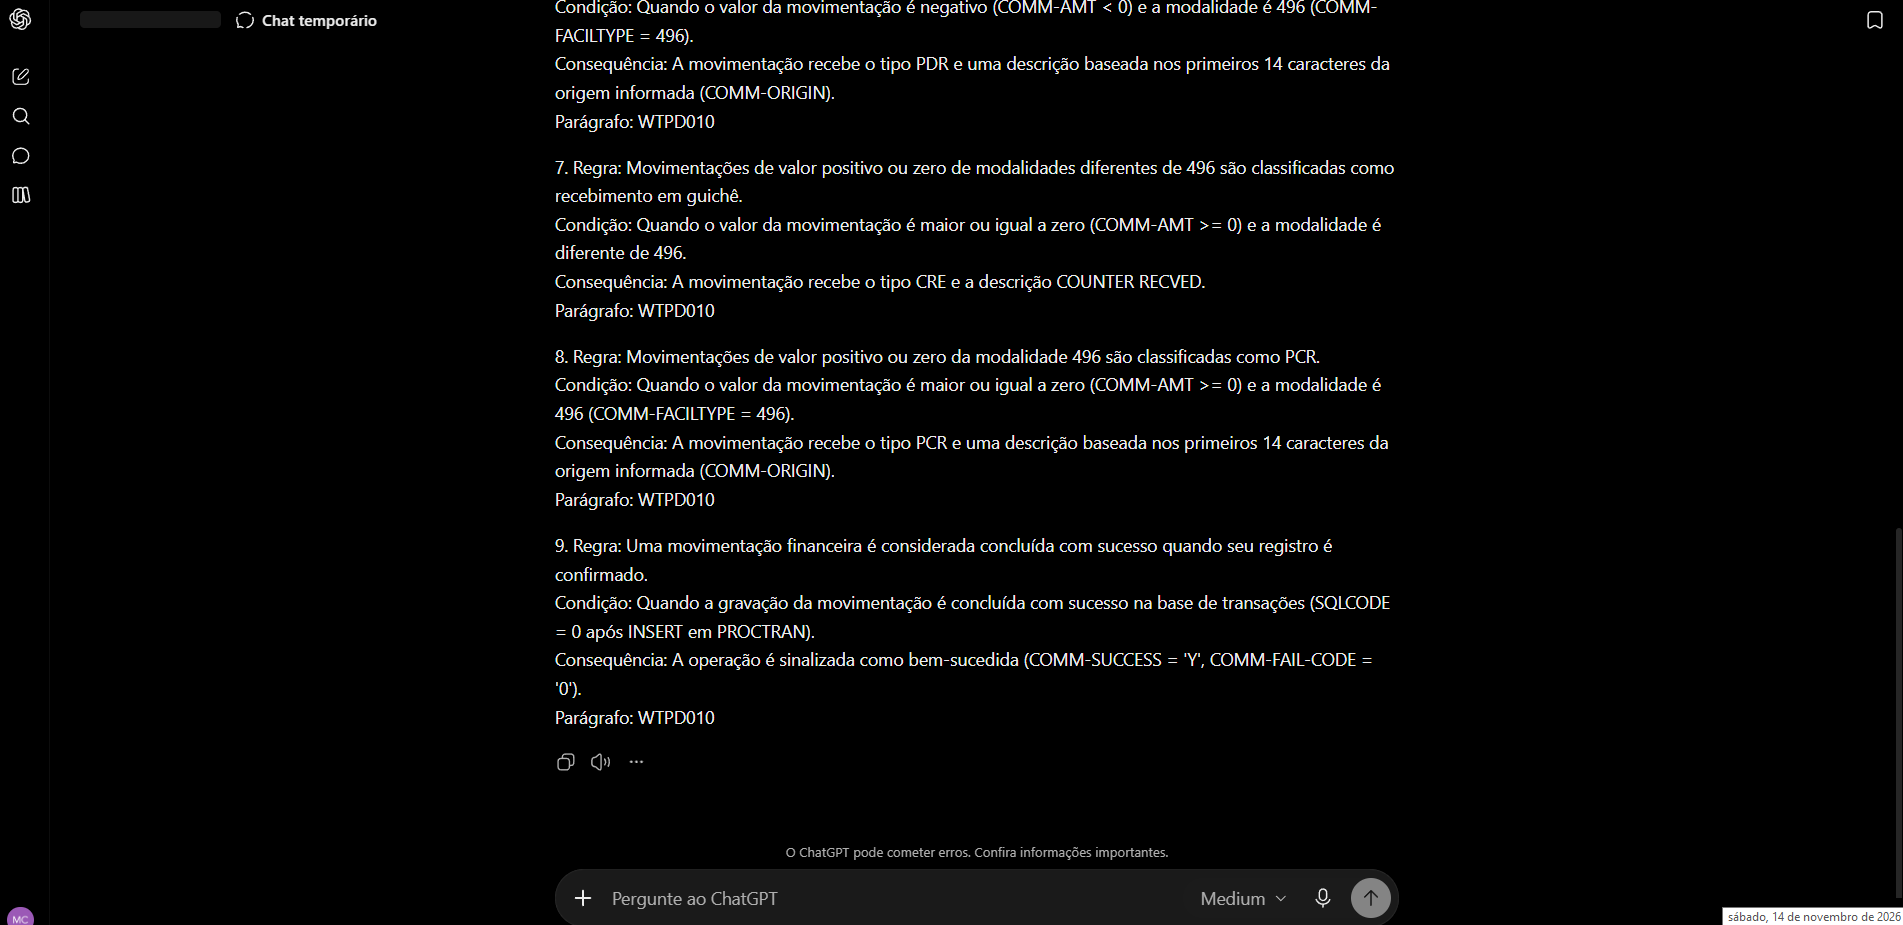 Chat temporário
Condição: Quando o valor da movimentação é negativo (COMM-AMT < 0) e a modalidade é 496 (COMM-
FACILTYPE = 496).
Consequência: A movimentação recebe o tipo PDR e uma descrição baseada nos primeiros 14 caracteres da
origem informada (COMM-ORIGIN).
Parágrafo: WTPD010
7. Regra: Movimentações de valor positivo ou zero de modalidades diferentes de 496 são classificadas como
recebimento em guichê.
Condição: Quando o valor da movimentação é maior ou igual a zero (COMM-AMT >= 0) e a modalidade é
diferente de 496.
Consequência: A movimentação recebe o tipo CRE e a descrição COUNTER RECVED.
Parágrafo: WTPD010
8. Regra: Movimentações de valor positivo ou zero da modalidade 496 são classificadas como PCR.
Condição: Quando o valor da movimentação é maior ou igual a zero (COMM-AMT >= 0) e a modalidade é
496 (COMM-FACILTYPE = 496).
Consequência: A movimentação recebe o tipo PCR e uma descrição baseada nos primeiros 14 caracteres da
origem informada (COMM-ORIGIN).
Parágrafo: WTPD010
9. Regra: Uma movimentação financeira é considerada concluída com sucesso quando seu registro é
confirmado.
Condição: Quando a gravação da movimentação é concluída com sucesso na base de transações (SQLCODE
= 0 após INSERT em PROCTRAN).
Consequência: A operação é sinalizada como bem-sucedida (COMM-SUCCESS = 'Y', COMM-FAIL-CODE =
'0').
Parágrafo: WTPD010
O ChatGPT pode cometer erros. Confira informações importantes.
Pergunte ao ChatGPT
Medium
MC
sábado, 14 de novembro de 2026